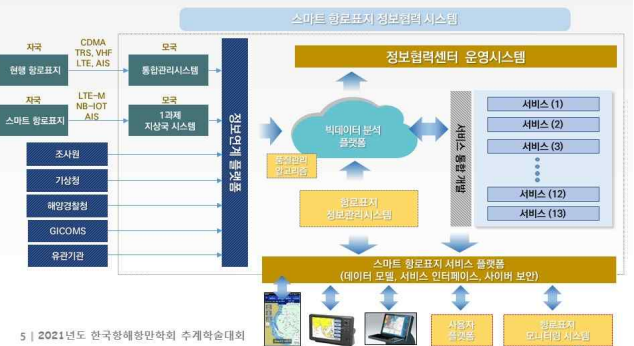 스마트 항로표지 정보협력 시스템
자국
CDMA
TRS, VHF
LTE, AIS
모국
현행 항로표지
통합관리시스템
정보협력센터 운영시스템
자국
LTE-M
NB-IOT
AIS
모국
스마트 항로표지
1과제
지상국 시스템
조사원
기상청
해양경찰청
GICOMS
유관기관
정보연계 플랫폼
빅데이터 분석
플랫폼
품질관리
알고리즘
항로표지
정보관리시스템
서비스 통합 개발
서비스 (1)
서비스 (2)
서비스 (3)
서비스 (12)
서비스 (13)
스마트 항로표지 서비스 플랫폼
(데이터 모델, 서비스 인터페이스, 사이버 보안)
사용자
플랫폼
항로표지
모니터링 시스템
5 | 2021년도 한국항해항만학회 추계학술대회